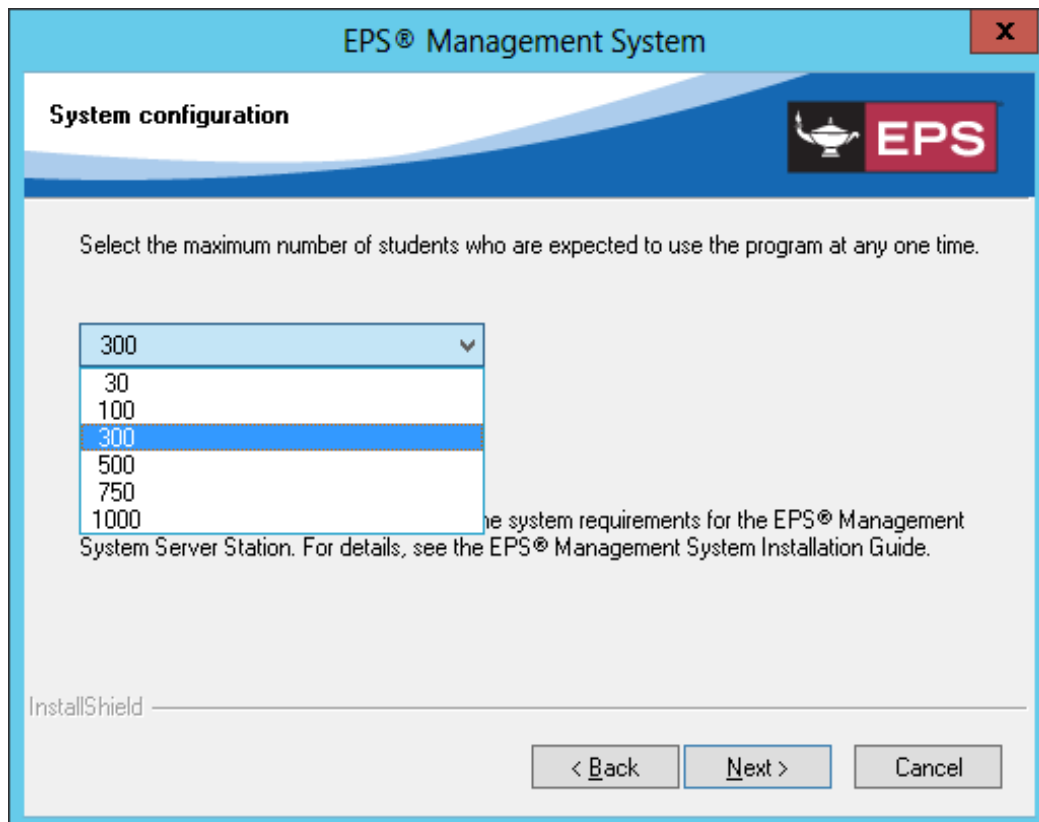 EPS® Management System
x
System configuration
EPS
Select the maximum number of students who are expected to use the program at any one time.
300
30
100
300
500
750
1000
system requirements for the EPS® Management
System Server Station. For details, see the EPS® Management System Installation Guide.
InstallShield
< Back
Next >
Cancel